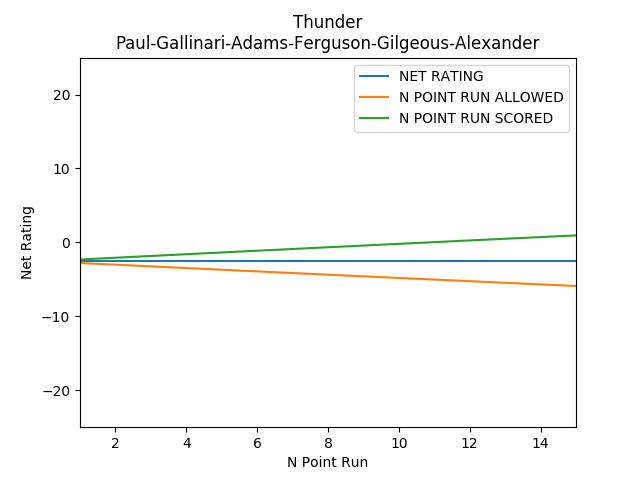 Thunder
Paul-Gallinari-Adams-Ferguson-Gilgeous-Alexander
NET RATING
N POINT RUN ALLOWED
N POINT RUN SCORED
Net Rating
20
10
0
−10
−20
2 4 6 8 10 12 14
N Point Run